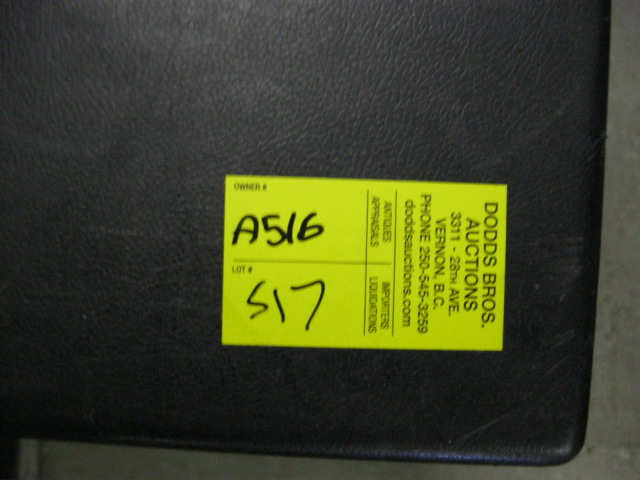 DODDS BROS.
AUCTIONS
3311 - 28TH AVE.
VERNON, B.C.
PHONE 250-545-3259
doddsauctions.com
ANTIQUES
APPRAISALS
IMPORTERS
LIQUIDATIONS
OWNER #
A516
LOT #
517